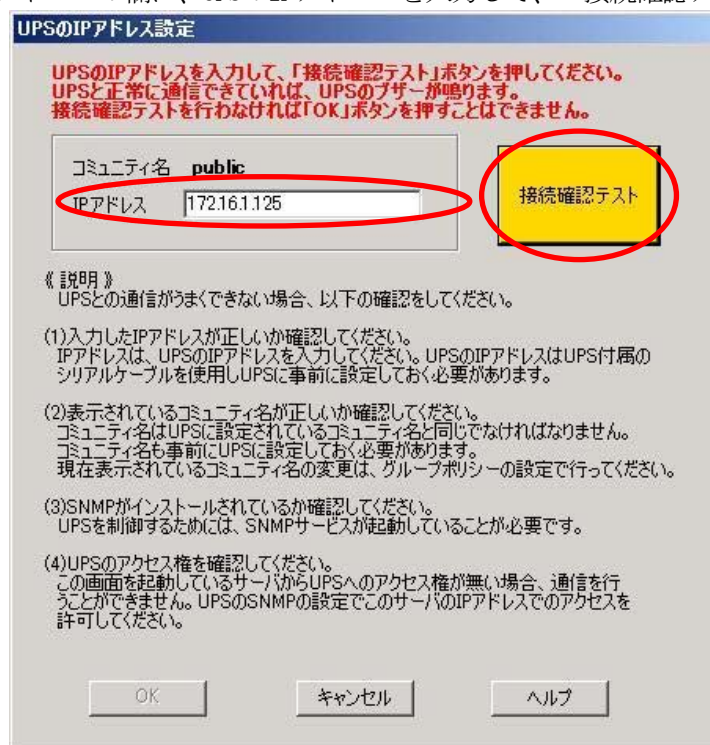 UPSのIPアドレス設定
UPSのIPアドレスを入力して、「接続確認テスト」ボタンを押してください。
UPSと正常に通信できていれば、UPSのブザーが鳴ります。
接続確認テストを行わなければ「OK」ボタンを押すことはできません。
コミュニティ名 public
IPアドレス 172.16.1.125
接続確認テスト
《 説明 》
UPSとの通信がうまくできない場合、以下の確認をしてください。
(1)入力したIPアドレスが正しいか確認してください。
IPアドレスは、UPSのIPアドレスを入力してください。UPSのIPアドレスはUPS付属の
シリアルケーブルを使用しUPSに事前に設定しておく必要があります。
(2)表示されているコミュニティ名が正しいか確認してください。
コミュニティ名はUPSに設定されているコミュニティ名と同じでなければなりません。
コミュニティ名も事前にUPSに設定しておく必要があります。
現在表示されているコミュニティ名の変更は、グループポリシーの設定で行ってください。
(3)SNMPがインストールされているか確認してください。
UPSを制御するためには、SNMPサービスが起動していることが必要です。
(4)UPSのアクセス権を確認してください。
この画面を起動しているサーバからUPSへのアクセス権が無い場合、通信を行
うことができません。UPSのSNMPの設定でこのサーバのIPアドレスでのアクセスを
許可してください。
OK キャンセル ヘルプ